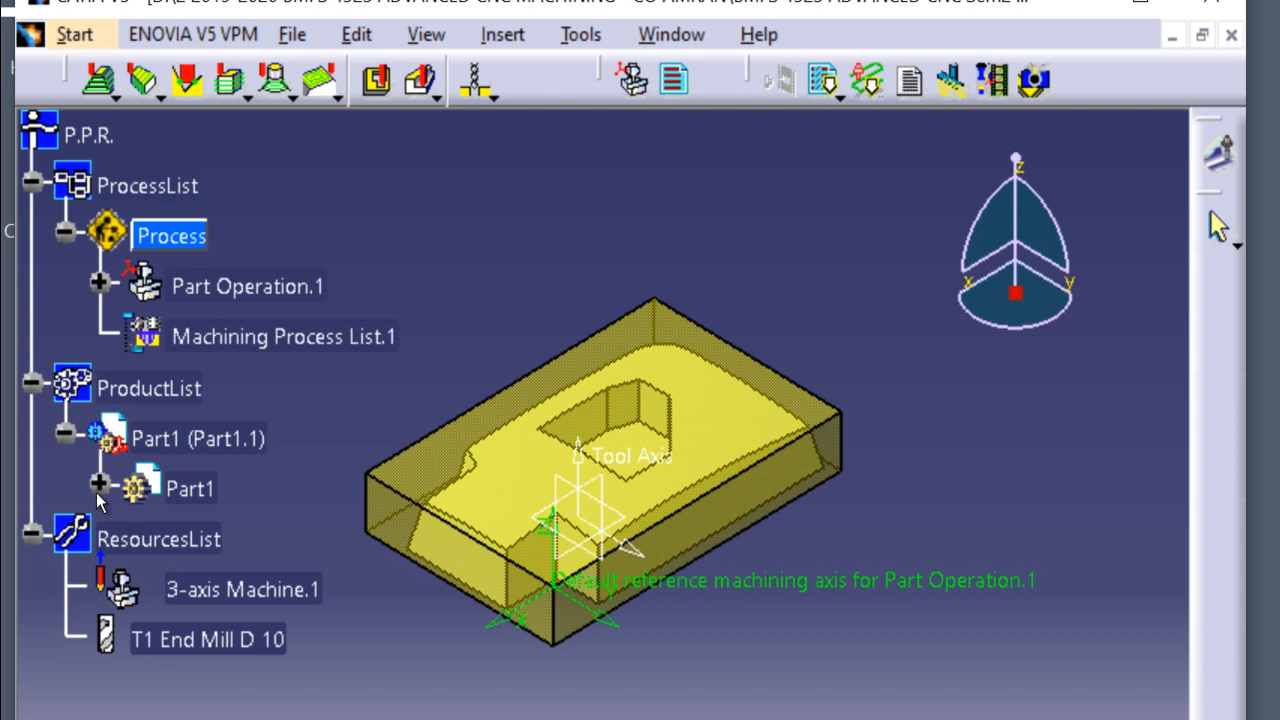 Start ENOVIA V5 VPM File Edit View Insert Tools Window Help
P.P.R.
ProcessList
Process
Part Operation.1
Machining Process List.1
ProductList
Part1 (Part1.1)
Part1
ResourcesList
3-axis Machine.1
T1 End Mill D 10
z
x y
Tool Axis
Default reference machining axis for Part Operation.1